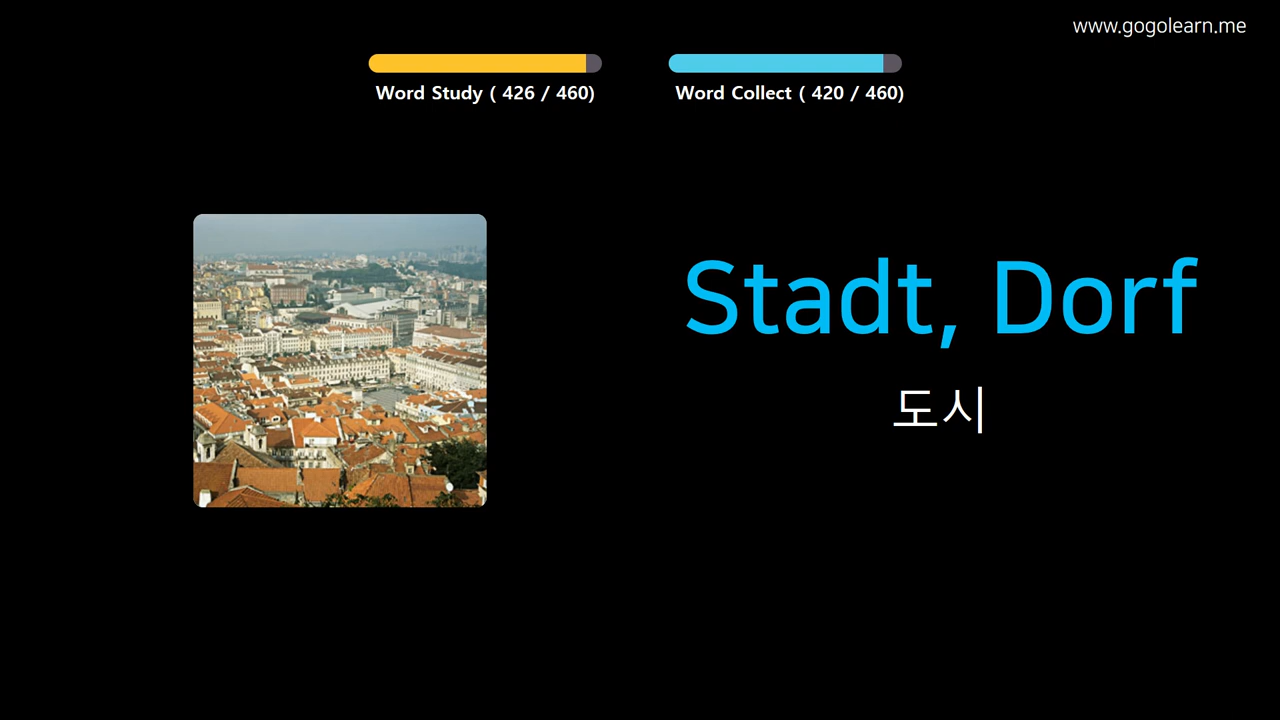 www.gogolearn.me
Word Study ( 426 / 460)
Word Collect ( 420 / 460)
Stadt, Dorf
도시